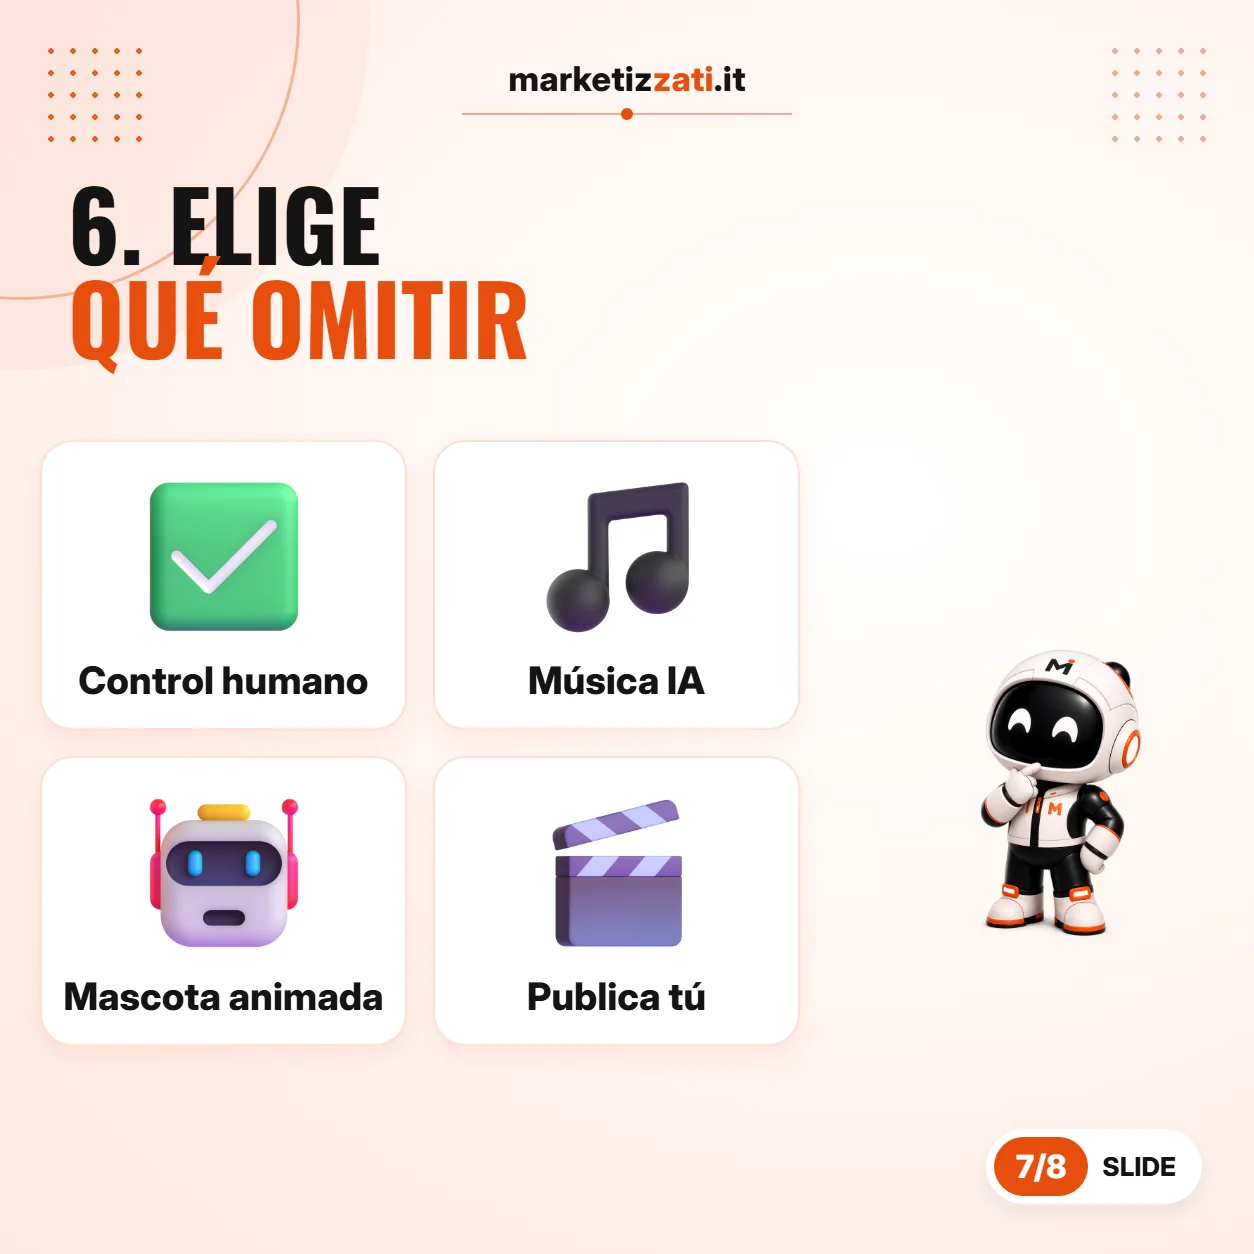 marketizzati.it
6. ELIGE
QUÉ OMITIR
Control humano
Música IA
M
M
Mascota animada
Publica tú
7/8 SLIDE